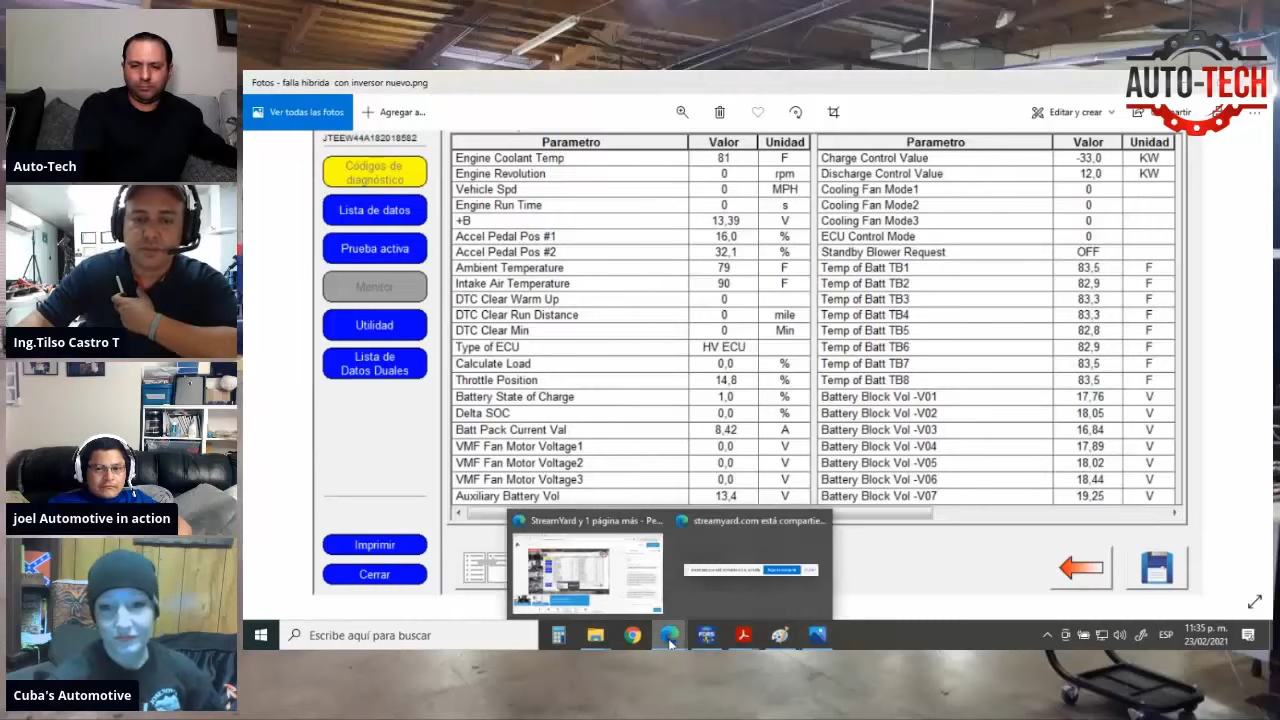 Auto-Tech
Ing.Tilso Castro T
joel Automotive in action
Cuba's Automotive
AUTO-TECH
Fotos - falla híbrida con inversor nuevo.png
Ver todas las fotos
Agregar a...
Editar y crear
JTEEW44A182018582
Códigos de
diagnóstico
Lista de datos
Prueba activa
Monitor
Utilidad
Lista de
Datos Duales
Imprimir
Cerrar
Parametro Valor Unidad Parametro Valor Unidad
Engine Coolant Temp 81 F Charge Control Value -33,0 KW
Engine Revolution 0 rpm Discharge Control Value 12,0 KW
Vehicle Spd 0 MPH Cooling Fan Mode1 0
Engine Run Time 0 s Cooling Fan Mode2 0
+B 13,39 V Cooling Fan Mode3 0
Accel Pedal Pos #1 16,0 % ECU Control Mode 0
Accel Pedal Pos #2 32,1 % Standby Blower Request OFF
Ambient Temperature 79 F Temp of Batt TB1 83,5 F
Intake Air Temperature 90 F Temp of Batt TB2 82,9 F
DTC Clear Warm Up 0 Temp of Batt TB3 83,3 F
DTC Clear Run Distance 0 mile Temp of Batt TB4 83,3 F
DTC Clear Min 0 Min Temp of Batt TB5 82,8 F
Type of ECU HV ECU Temp of Batt TB6 82,9 F
Calculate Load 0,0 % Temp of Batt TB7 83,5 F
Throttle Position 14,8 % Temp of Batt TB8 83,5 F
Battery State of Charge 1,0 % Battery Block Vol -V01 17,76 V
Delta SOC 0,0 % Battery Block Vol -V02 18,05 V
Batt Pack Current Val 8,42 A Battery Block Vol -V03 16,84 V
VMF Fan Motor Voltage1 0,0 V Battery Block Vol -V04 17,89 V
VMF Fan Motor Voltage2 0,0 V Battery Block Vol -V05 18,02 V
VMF Fan Motor Voltage3 0,0 V Battery Block Vol -V06 18,44 V
Auxiliary Battery Vol 13,4 V Battery Block Vol -V07 19,25 V
StreamYard y 1 página más - Pe...
streamyard.com está compartie...
Escribe aquí para buscar
ESP
11:35 p. m.
23/02/2021